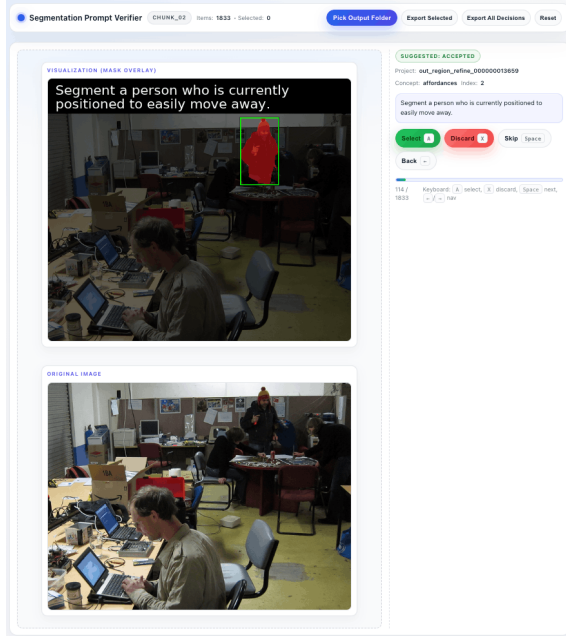 Segmentation Prompt Verifier CHUNK_02 Items: 1833 - Selected: 0 Pick Output Folder Export Selected Export All Decisions Reset
VISUALIZATION (MASK OVERLAY)
Segment a person who is currently
positioned to easily move away.
ORIGINAL IMAGE
SUGGESTED: ACCEPTED
Project: out_region_refine_000000013659
Concept: affordances Index: 2
Segment a person who is currently positioned to
easily move away.
Select A Discard X Skip Space
Back ←
114 / 1833 Keyboard: A select, X discard, Space next,
← / → nav